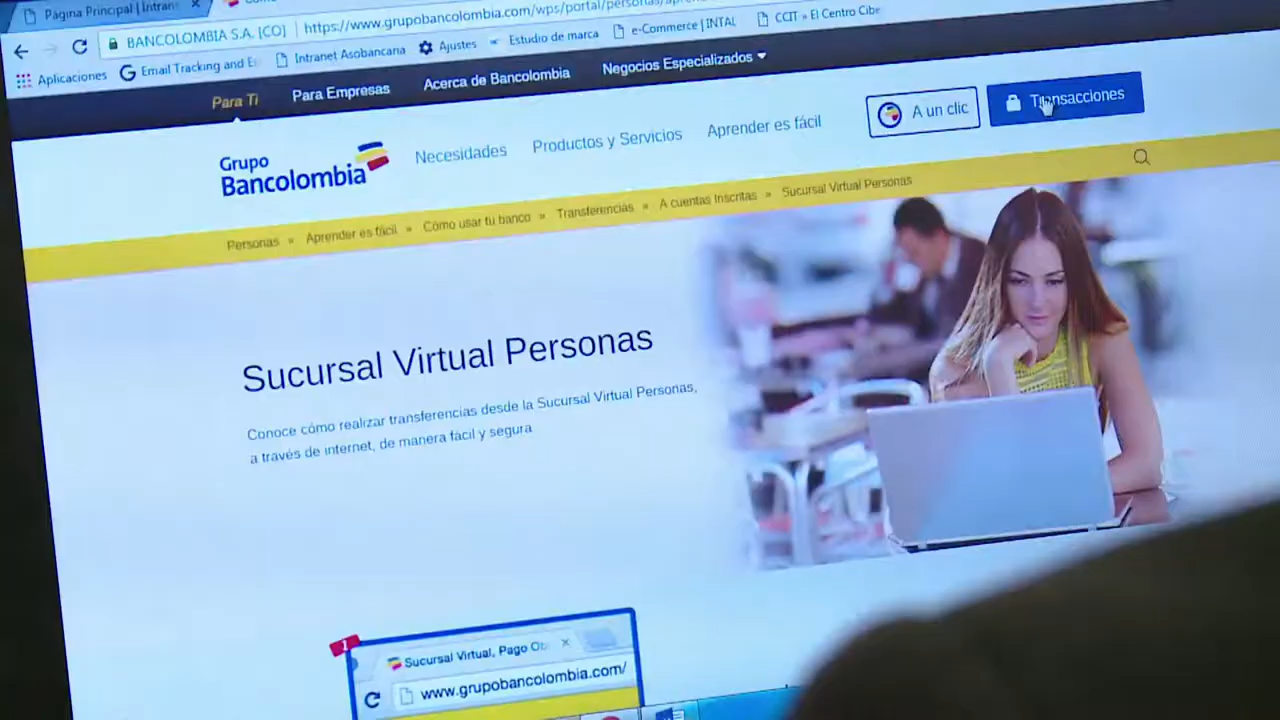 Página Principal | Intran
BANCOLOMBIA S.A. [CO] https://www.grupobancolombia.com/wps/portal/personas/
Aplicaciones Email Tracking and E Intranet Asobancaria Ajustes Estudio de marca e-Commerce | INTAL CCIT » El Centro Cibe
Para Ti Para Empresas Acerca de Bancolombia Negocios Especializados
Grupo
Bancolombia
Necesidades Productos y Servicios Aprender es fácil A un clic Transacciones
Personas » Aprender es fácil » Cómo usar tu banco » Transferencias » A cuentas Inscritas » Sucursal Virtual Personas
Sucursal Virtual Personas
Conoce cómo realizar transferencias desde la Sucursal Virtual Personas,
a través de internet, de manera fácil y segura
1
Sucursal Virtual, Pago Ob
www.grupobancolombia.com/